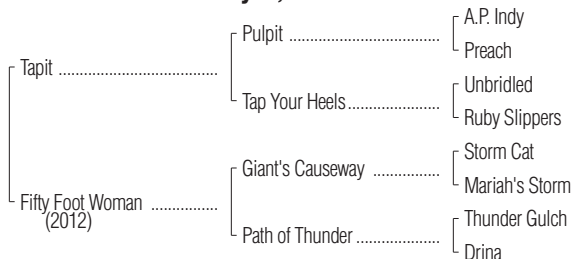 A.P. Indy
Pulpit ........................................
Preach
Tapit ..........................................
Unbridled
Tap Your Heels........................
Ruby Slippers
Storm Cat
Giant's Causeway .................
Mariah's Storm
Fifty Foot Woman .................
(2012)
Thunder Gulch
Path of Thunder......................
Drina